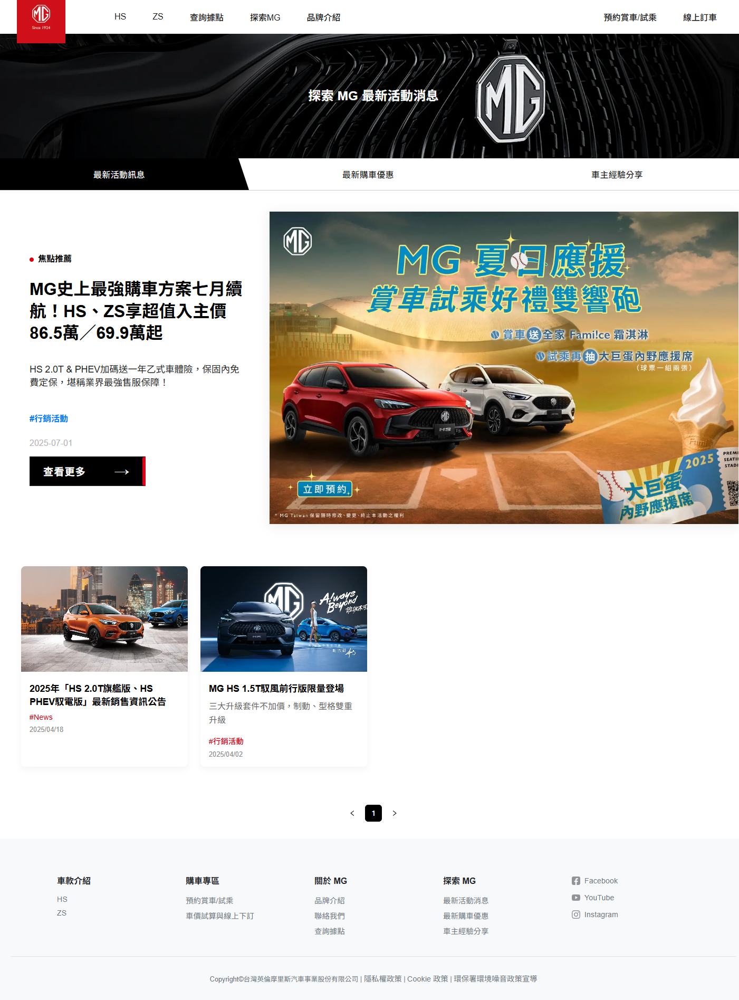 MG
Since 1924
HS
ZS
查詢據點
探索MG
品牌介紹
預約賞車/試乘
線上訂車
探索 MG 最新活動消息
MG
最新活動訊息
最新購車優惠
車主經驗分享
焦點推薦
MG史上最強購車方案七月續
航！HS、ZS享超值入主價
86.5萬／69.9萬起
HS 2.0T & PHEV加碼送一年乙式車體險，保固內免
費定保，堪稱業界最強售服保障！
#行銷活動
2025-07-01
查看更多
MG
MG 夏日應援
賞車試乘好禮雙響砲
賞車送全家 Fami!ce 霜淇淋
試乘再抽大巨蛋內野應援席
（球票一組兩張）
MG
HS
Fami
2025
PREMI
SEATI
STADI
大巨蛋
內野應援席
立即預約
* MG Taiwan 保留隨時修改、變更、終止本活動之權利
MG
Always
Beyond
2025年「HS 2.0T旗艦版、HS
PHEV馭電版」最新銷售資訊公告
#News
2025/04/18
MG HS 1.5T馭風前行版限量登場
三大升級套件不加價，制動、型格雙重
升級
#行銷活動
2025/04/02
1
車款介紹
HS
ZS
購車專區
預約賞車/試乘
車價試算與線上下訂
關於 MG
品牌介紹
聯絡我們
查詢據點
探索 MG
最新活動消息
最新購車優惠
車主經驗分享
Facebook
YouTube
Instagram
Copyright©台灣英倫摩里斯汽車事業股份有限公司 | 隱私權政策 | Cookie 政策 | 環保署環境噪音政策宣導